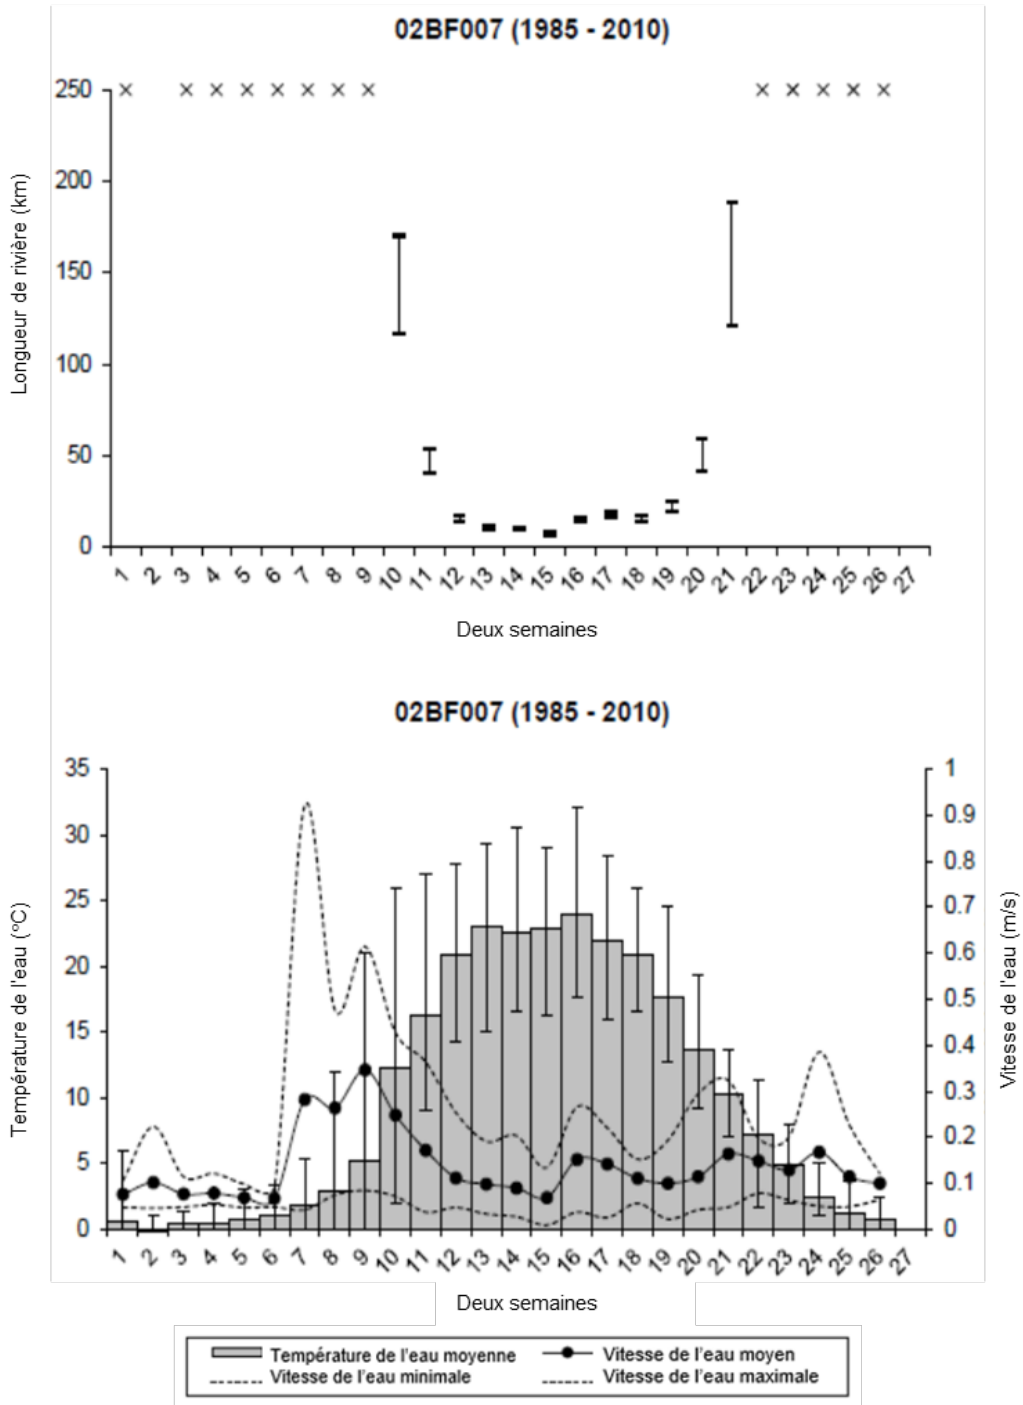 02BF007 (1985 - 2010)
Longueur de rivière (km)
250
200
150
100
50
0
1 2 3 4 5 6 7 8 9 10 11 12 13 14 15 16 17 18 19 20 21 22 23 24 25 26 27
Deux semaines
02BF007 (1985 - 2010)
Température de l'eau (°C)
35
30
25
20
15
10
5
0
1
0.9
0.8
0.7
0.6
0.5
0.4
0.3
0.2
0.1
0
Vitesse de l'eau (m/s)
1 2 3 4 5 6 7 8 9 10 11 12 13 14 15 16 17 18 19 20 21 22 23 24 25 26 27
Deux semaines
Température de l'eau moyenne
Vitesse de l'eau moyen
Vitesse de l'eau minimale
Vitesse de l'eau maximale